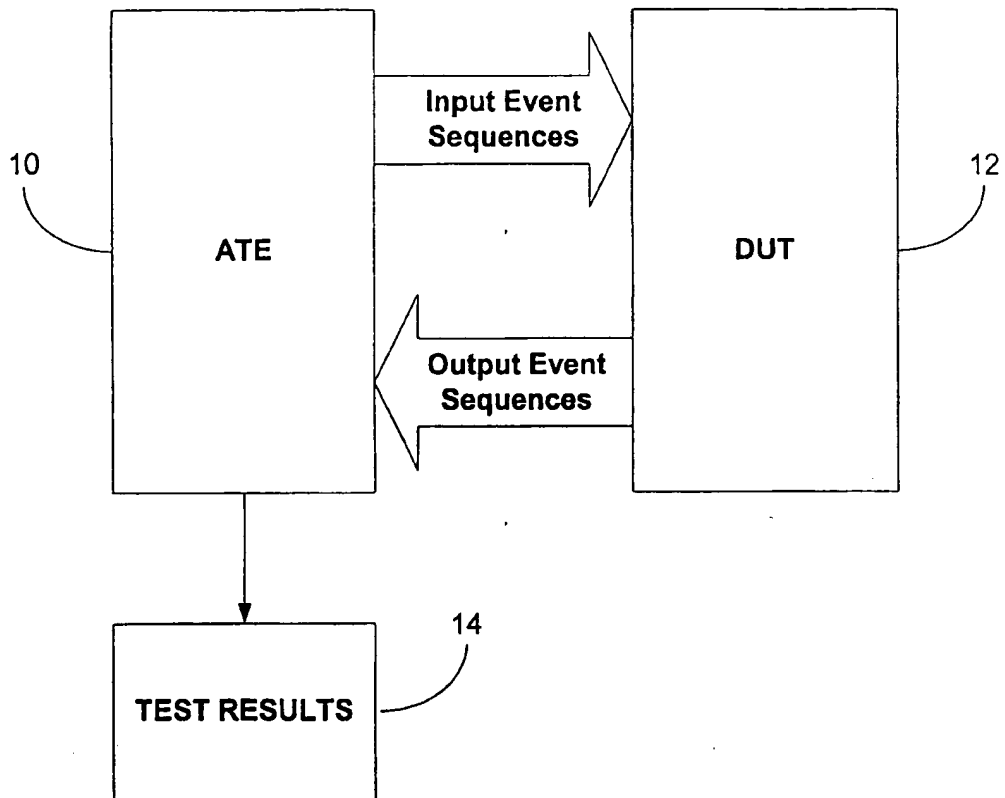 Input Event
Sequences
10
12
ATE
DUT
Output Event
Sequences
14
TEST RESULTS